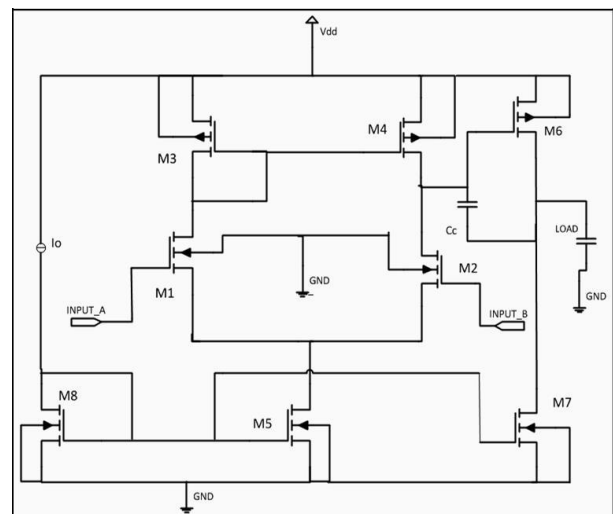 Vdd
M3
M4
M6
Cc
LOAD
Io
GND
M2
M1
GND
INPUT_A
INPUT_B
M8
M5
M7
GND